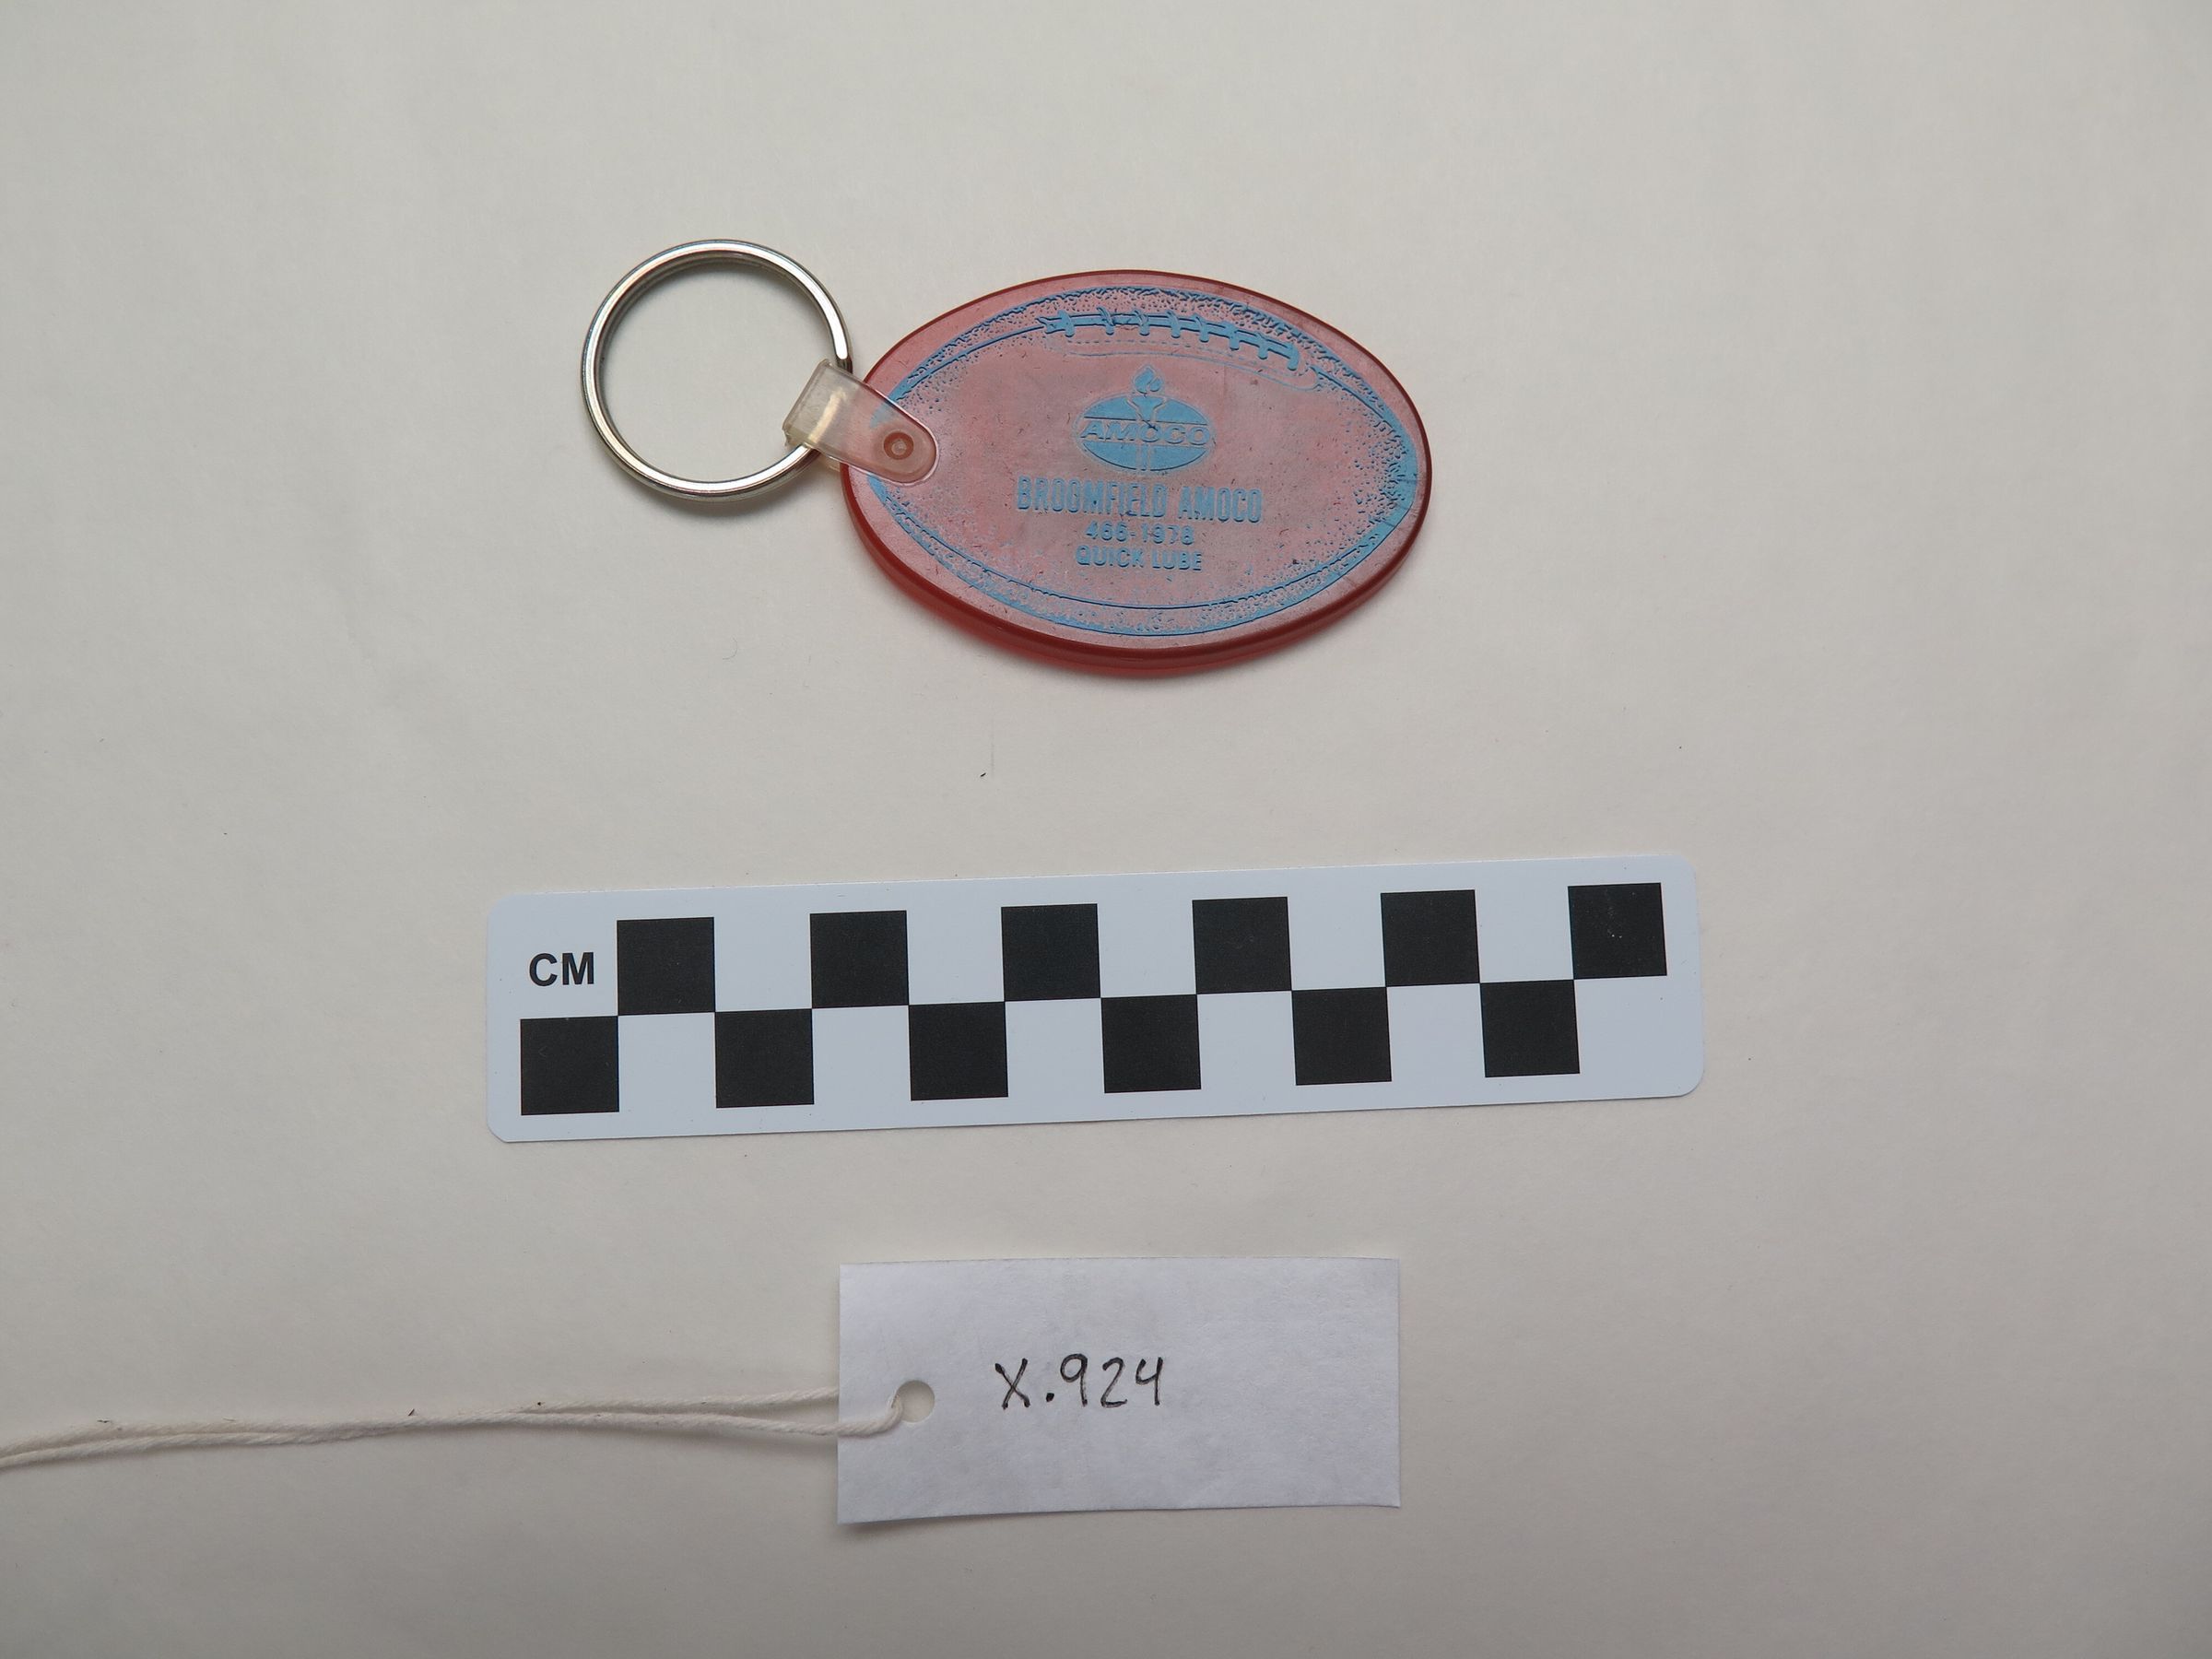 AMOCO
BROOMFIELD AMOCO
466-1978
QUICK LUBE
CM
X.924